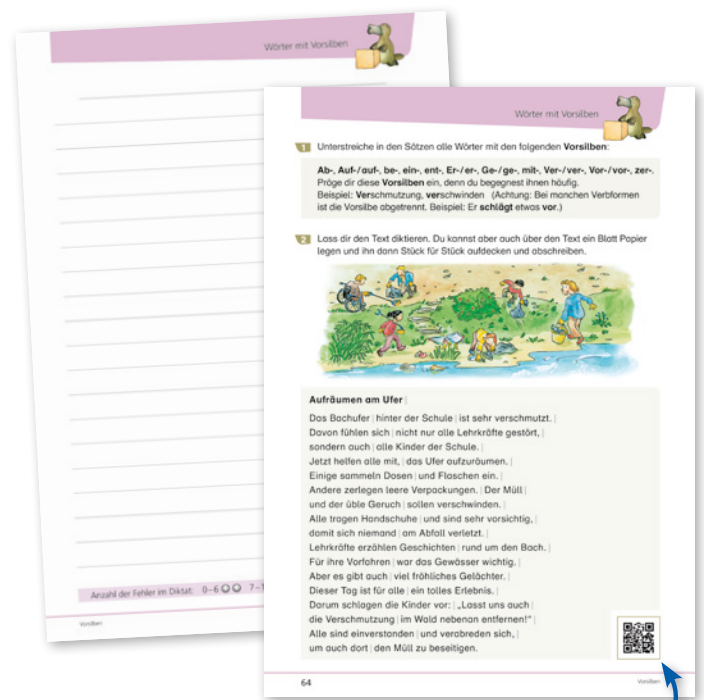 Wörter mit Vorsilben
Anzahl der Fehler im Diktat: 0–6 7–1
Vorsilben
Wörter mit Vorsilben
1 Unterstreiche in den Sätzen alle Wörter mit den folgenden Vorsilben:
Ab-, Auf-/auf-, be-, ein-, ent-, Er-/er-, Ge-/ge-, mit-, Ver-/ver-, Vor-/vor-, zer-.
Präge dir diese Vorsilben ein, denn du begegnest ihnen häufig.
Beispiel: Verschmutzung, verschwinden (Achtung: Bei manchen Verbformen
ist die Vorsilbe abgetrennt. Beispiel: Er schlägt etwas vor.)
2 Lass dir den Text diktieren. Du kannst aber auch über den Text ein Blatt Papier
legen und ihn dann Stück für Stück aufdecken und abschreiben.
Aufräumen am Ufer |
Das Bachufer | hinter der Schule | ist sehr verschmutzt. |
Davon fühlen sich | nicht nur alle Lehrkräfte gestört, |
sondern auch | alle Kinder der Schule. |
Jetzt helfen alle mit, | das Ufer aufzuräumen. |
Einige sammeln Dosen | und Flaschen ein. |
Andere zerlegen leere Verpackungen. | Der Müll |
und der üble Geruch | sollen verschwinden. |
Alle tragen Handschuhe | und sind sehr vorsichtig, |
damit sich niemand | am Abfall verletzt. |
Lehrkräfte erzählen Geschichten | rund um den Bach. |
Für ihre Vorfahren | war das Gewässer wichtig. |
Aber es gibt auch | viel fröhliches Gelächter. |
Dieser Tag ist für alle | ein tolles Erlebnis. |
Darum schlagen die Kinder vor: | „Lasst uns auch |
die Verschmutzung | im Wald nebenan entfernen!“ |
Alle sind einverstanden | und verabreden sich, |
um auch dort | den Müll zu beseitigen.
64
Vorsilben